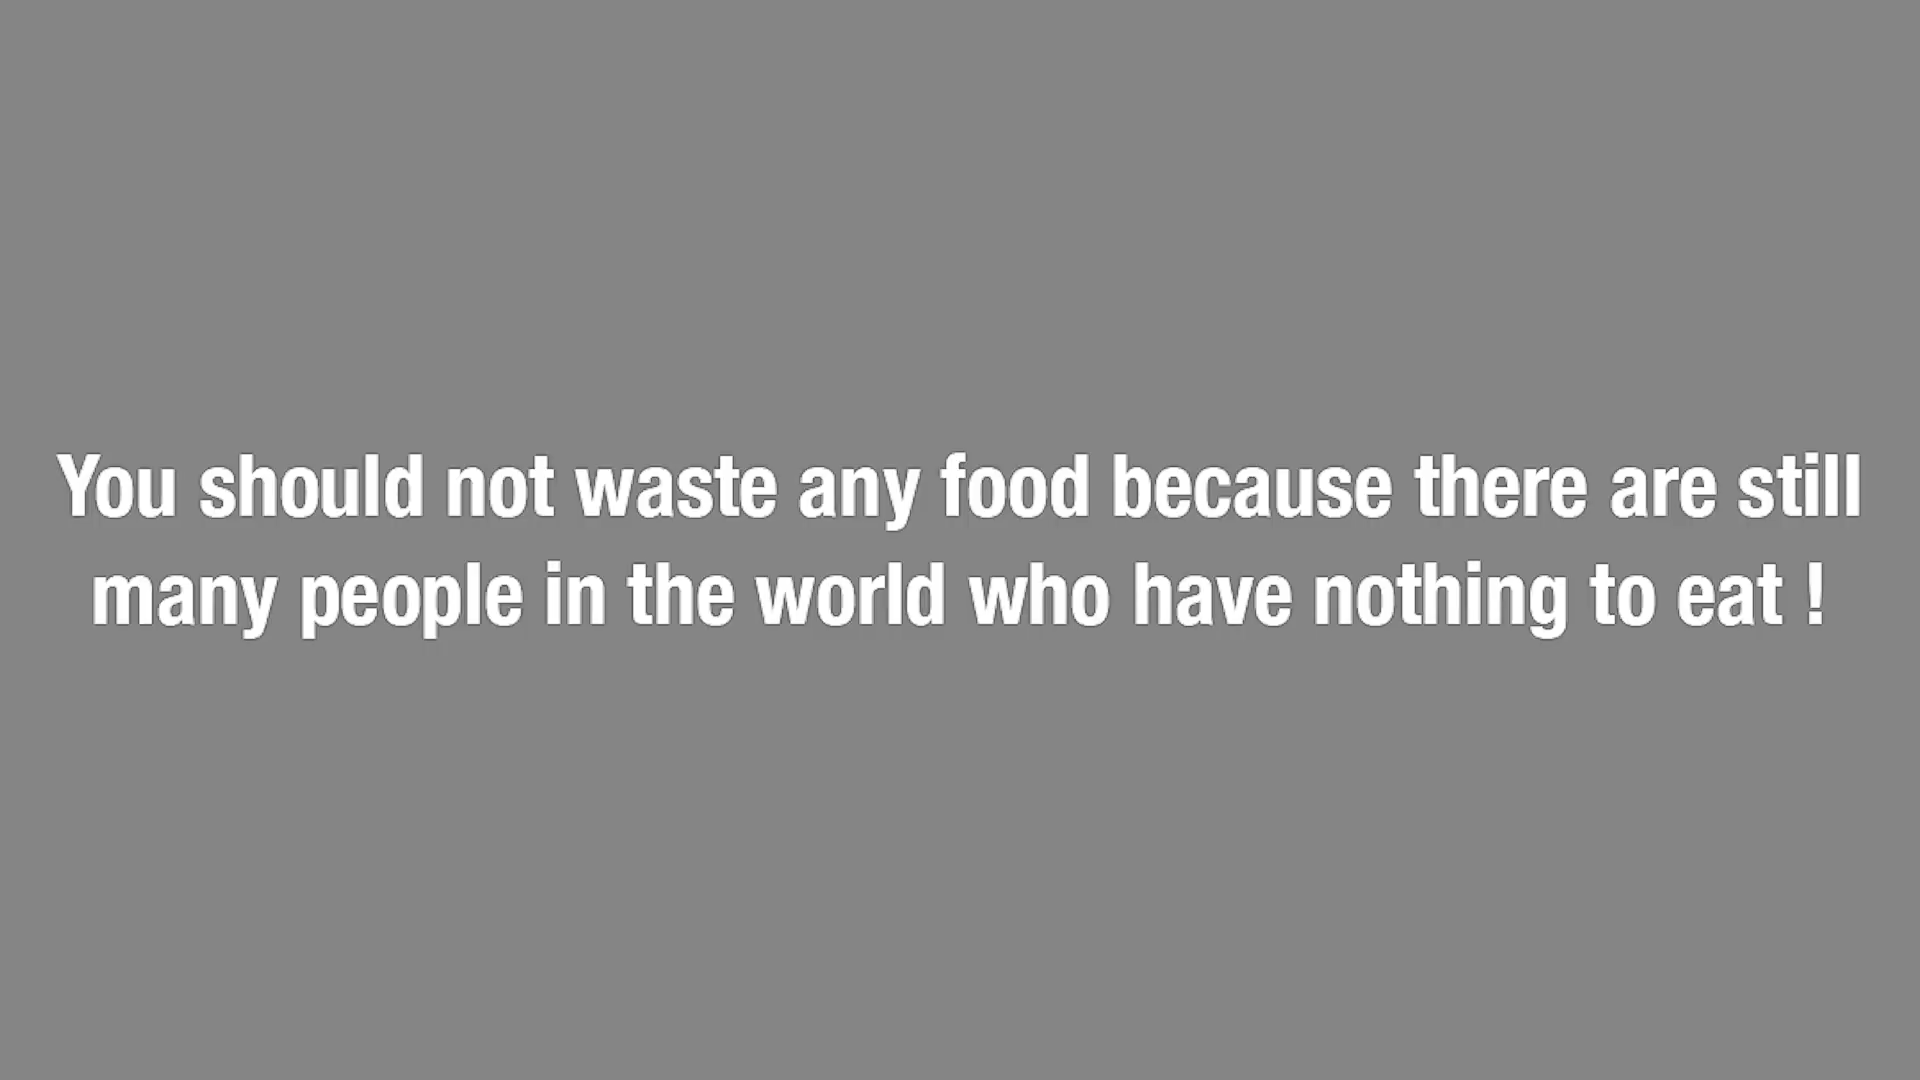 You should not waste any food because there are still
many people in the world who have nothing to eat !